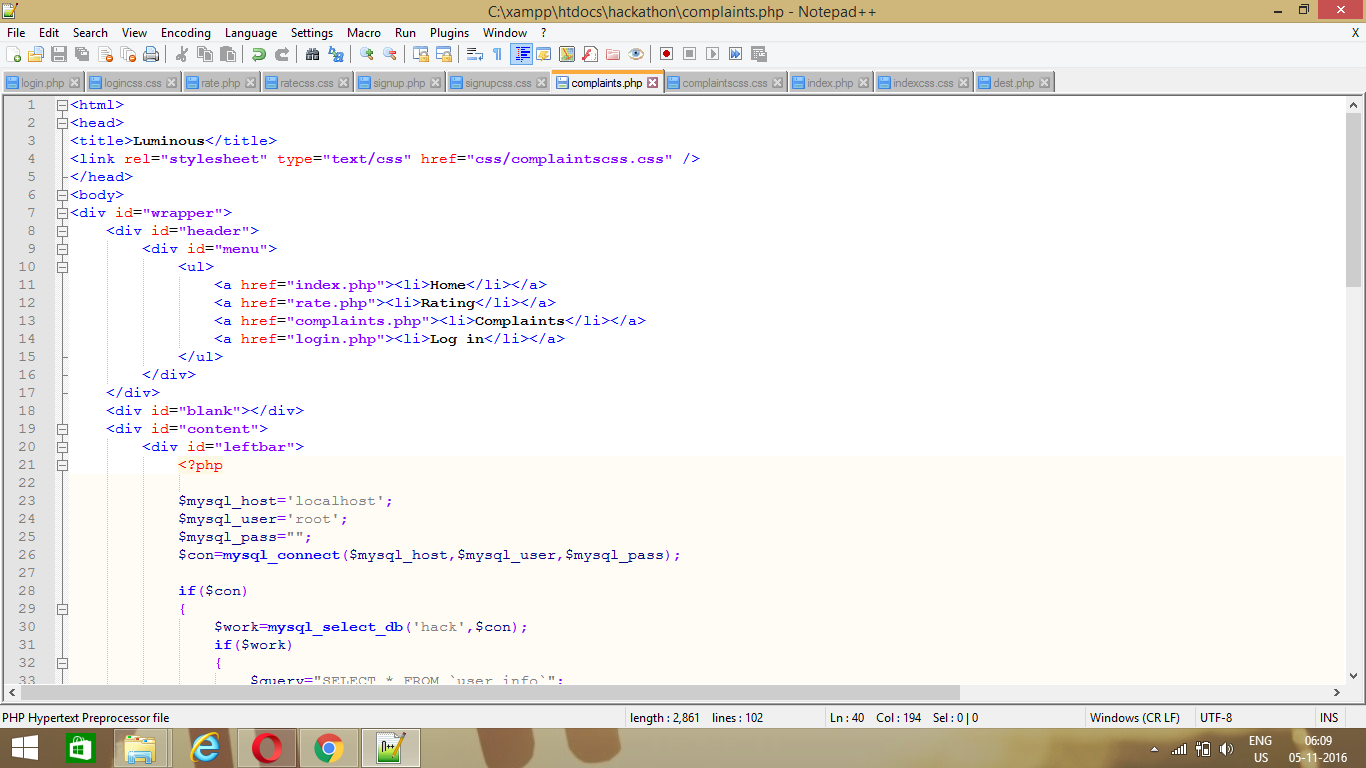 C:\xampp\htdocs\hackathon\complaints.php - Notepad++
File Edit Search View Encoding Language Settings Macro Run Plugins Window ? X
login.php logincss.css rate.php ratecss.css signup.php signupcss.css complaints.php complaintscss.css index.php indexcss.css dest.php
1 <html>
2 <head>
3 <title>Luminous</title>
4 <link rel="stylesheet" type="text/css" href="css/complaintscss.css" />
5 </head>
6 <body>
7 <div id="wrapper">
8 <div id="header">
9 <div id="menu">
10 <ul>
11 <a href="index.php"><li>Home</li></a>
12 <a href="rate.php"><li>Rating</li></a>
13 <a href="complaints.php"><li>Complaints</li></a>
14 <a href="login.php"><li>Log in</li></a>
15 </ul>
16 </div>
17 </div>
18 <div id="blank"></div>
19 <div id="content">
20 <div id="leftbar">
21 <?php
22
23 $mysql_host='localhost';
24 $mysql_user='root';
25 $mysql_pass="";
26 $con=mysql_connect($mysql_host,$mysql_user,$mysql_pass);
27
28 if($con)
29 {
30 $work=mysql_select_db('hack',$con);
31 if($work)
32 {
33 $query="SELECT * FROM `user_info`";
PHP Hypertext Preprocessor file length : 2,861 lines : 102 Ln : 40 Col : 194 Sel : 0 | 0 Windows (CR LF) UTF-8 INS
ENG 06:09
US 05-11-2016